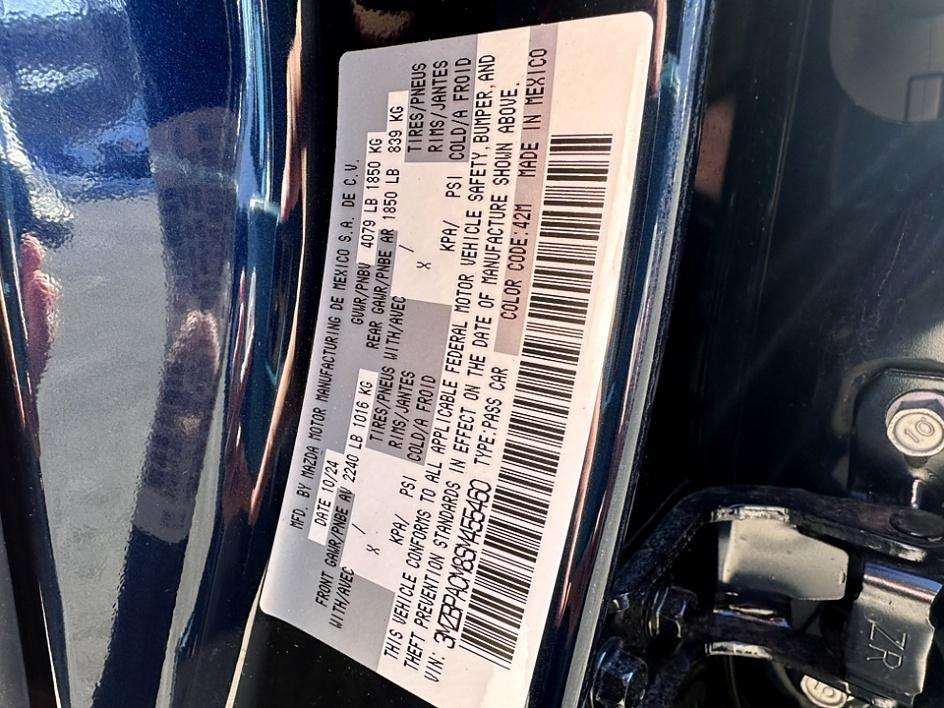 MFD. BY MAZDA MOTOR MANUFACTURING DE MEXICO S.A. DE C.V.
DATE 10/24 GVWR/PNBV 4079 LB 1850 KG
FRONT GAWR/PNBE AV 2240 LB 1016 KG REAR GAWR/PNBE AR 1850 LB 839 KG
WITH/AVEC X / TIRES/PNEUS WITH/AVEC X / TIRES/PNEUS
RIMS/JANTES RIMS/JANTES
KPA/ PSI COLD/A FROID KPA/ PSI COLD/A FROID
THIS VEHICLE CONFORMS TO ALL APPLICABLE FEDERAL MOTOR VEHICLE SAFETY, BUMPER, AND
THEFT PREVENTION STANDARDS IN EFFECT ON THE DATE OF MANUFACTURE SHOWN ABOVE.
VIN: TYPE:PASS CAR COLOR CODE:42M MADE IN MEXICO
10
ZR